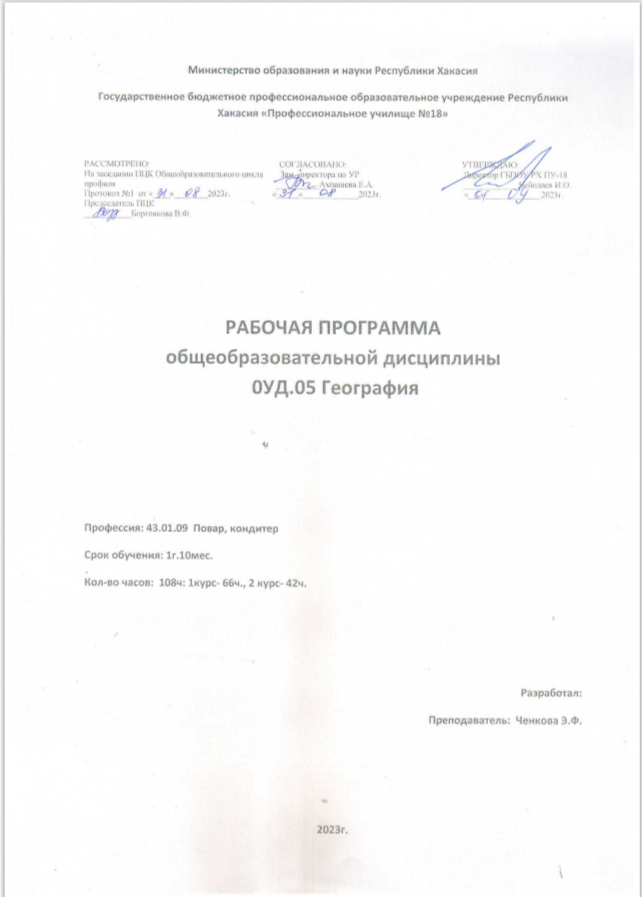 Министерство образования и науки Республики Хакасия
Государственное бюджетное профессиональное образовательное учреждение Республики
Хакасия «Профессиональное училище №18»
РАССМОТРЕНО:
На заседании ПЦК Общеобразовательного цикла
профиля
Протокол №1 от « 31 » 08 2023г.
Председатель ПЦК
Боргоякова В.Ф.
СОГЛАСОВАНО:
Зам. директора по УР
Ахпашева Е.А.
« 31 » 08 2023г.
УТВЕРЖДАЮ:
Директор ГБПОУ РХ ПУ-18
И.О.
« 01 09 2023г.
РАБОЧАЯ ПРОГРАММА
общеобразовательной дисциплины
0УД.05 География
Профессия: 43.01.09 Повар, кондитер
Срок обучения: 1г.10мес.
Кол-во часов: 108ч: 1курс- 66ч., 2 курс- 42ч.
Разработал:
Преподаватель: Ченкова Э.Ф.
2023г.